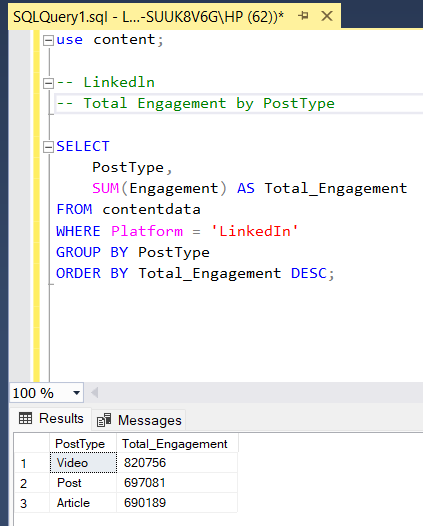 SQLQuery1.sql - L...-SUUK8V6G\HP (62))*
use content;
-- Linkedln
-- Total Engagement by PostType
SELECT
PostType,
SUM(Engagement) AS Total_Engagement
FROM contentdata
WHERE Platform = 'LinkedIn'
GROUP BY PostType
ORDER BY Total_Engagement DESC;
100 %
Results Messages
PostType Total_Engagement
1 Video 820756
2 Post 697081
3 Article 690189